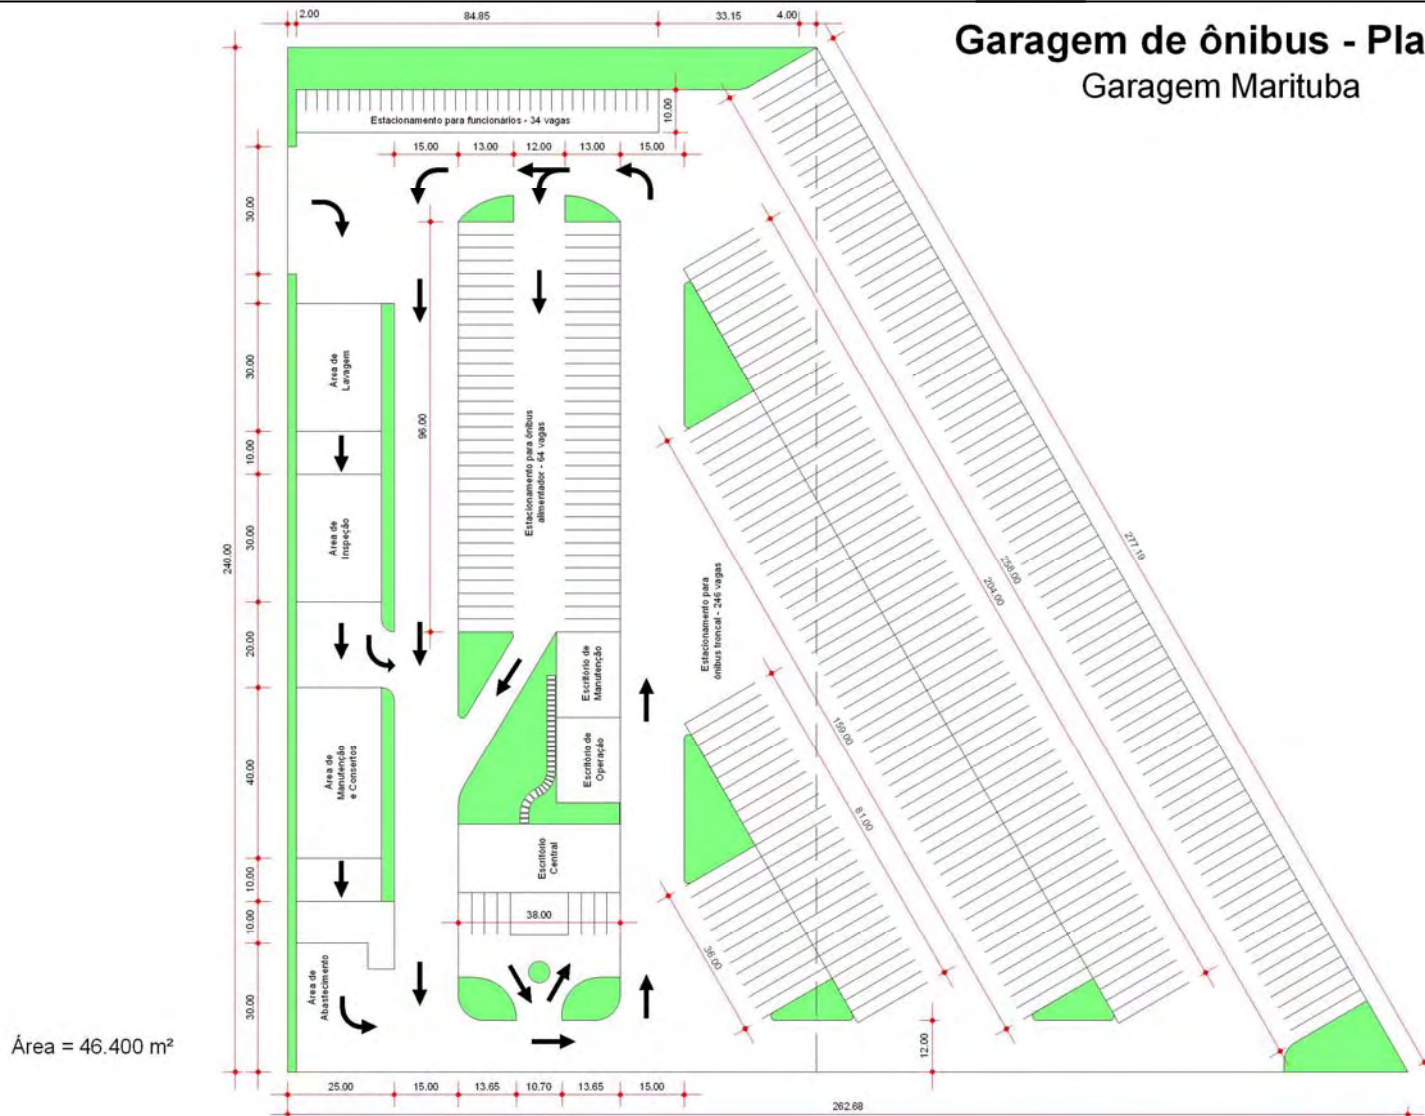 2.00
84.85
33.15
4.00
Garagem de ônibus - Pla
Garagem Marituba
Estacionamento para funcionários - 34 vagas
10.00
15.00
13.00
12.00
13.00
15.00
30.00
30.00
10.00
30.00
20.00
40.00
10.00
10.00
30.00
240.00
96.00
Área de
Lavagem
Área de
Inspeção
Área de
Manutenção
e Consertos
Área de
Abastecimento
Estacionamento para ônibus
alimentador - 64 vagas
Escritório de
Manutenção
Escritório de
Operação
Escritório
Central
38.00
Estacionamento para
ônibus troncal - 246 vagas
277.19
258.00
204.00
159.00
81.00
36.00
12.00
Área = 46.400 m²
25.00
15.00
13.65
10.70
13.65
15.00
262.68